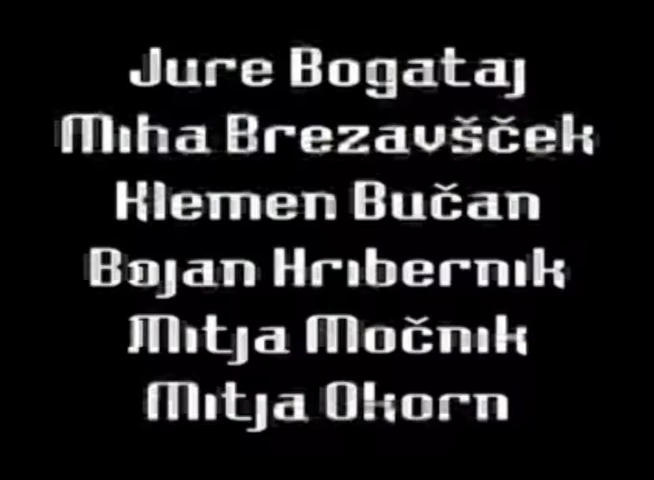 Jure Bogataj
Miha Brezavšček
Klemen Bučan
Bojan Hribernik
Mitja Močnik
Mitja Okorn